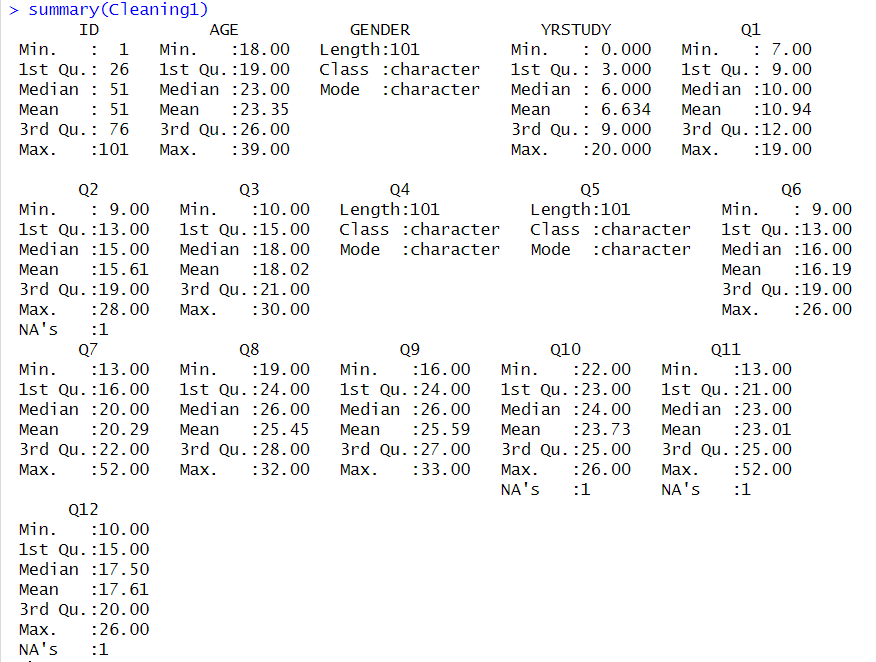 > summary(Cleaning1)
       ID           AGE           GENDER             YRSTUDY             Q1
 Min.   :  1   Min.   :18.00   Length:101         Min.   : 0.000   Min.   : 7.00
 1st Qu.: 26   1st Qu.:19.00   Class :character   1st Qu.: 3.000   1st Qu.: 9.00
 Median : 51   Median :23.00   Mode  :character   Median : 6.000   Median :10.00
 Mean   : 51   Mean   :23.35                      Mean   : 6.634   Mean   :10.94
 3rd Qu.: 76   3rd Qu.:26.00                      3rd Qu.: 9.000   3rd Qu.:12.00
 Max.   :101   Max.   :39.00                      Max.   :20.000   Max.   :19.00
       Q2              Q3             Q4                 Q5                  Q6
 Min.   : 9.00   Min.   :10.00   Length:101         Length:101         Min.   : 9.00
 1st Qu.:13.00   1st Qu.:15.00   Class :character   Class :character   1st Qu.:13.00
 Median :15.00   Median :18.00   Mode  :character   Mode  :character   Median :16.00
 Mean   :15.61   Mean   :18.02                                         Mean   :16.19
 3rd Qu.:19.00   3rd Qu.:21.00                                         3rd Qu.:19.00
 Max.   :28.00   Max.   :30.00                                         Max.   :26.00
 NA's   :1
       Q7              Q8              Q9             Q10             Q11
 Min.   :13.00   Min.   :19.00   Min.   :16.00   Min.   :22.00   Min.   :13.00
 1st Qu.:16.00   1st Qu.:24.00   1st Qu.:24.00   1st Qu.:23.00   1st Qu.:21.00
 Median :20.00   Median :26.00   Median :26.00   Median :24.00   Median :23.00
 Mean   :20.29   Mean   :25.45   Mean   :25.59   Mean   :23.73   Mean   :23.01
 3rd Qu.:22.00   3rd Qu.:28.00   3rd Qu.:27.00   3rd Qu.:25.00   3rd Qu.:25.00
 Max.   :52.00   Max.   :32.00   Max.   :33.00   Max.   :26.00   Max.   :52.00
                                                 NA's   :1       NA's   :1
      Q12
 Min.   :10.00
 1st Qu.:15.00
 Median :17.50
 Mean   :17.61
 3rd Qu.:20.00
 Max.   :26.00
 NA's   :1